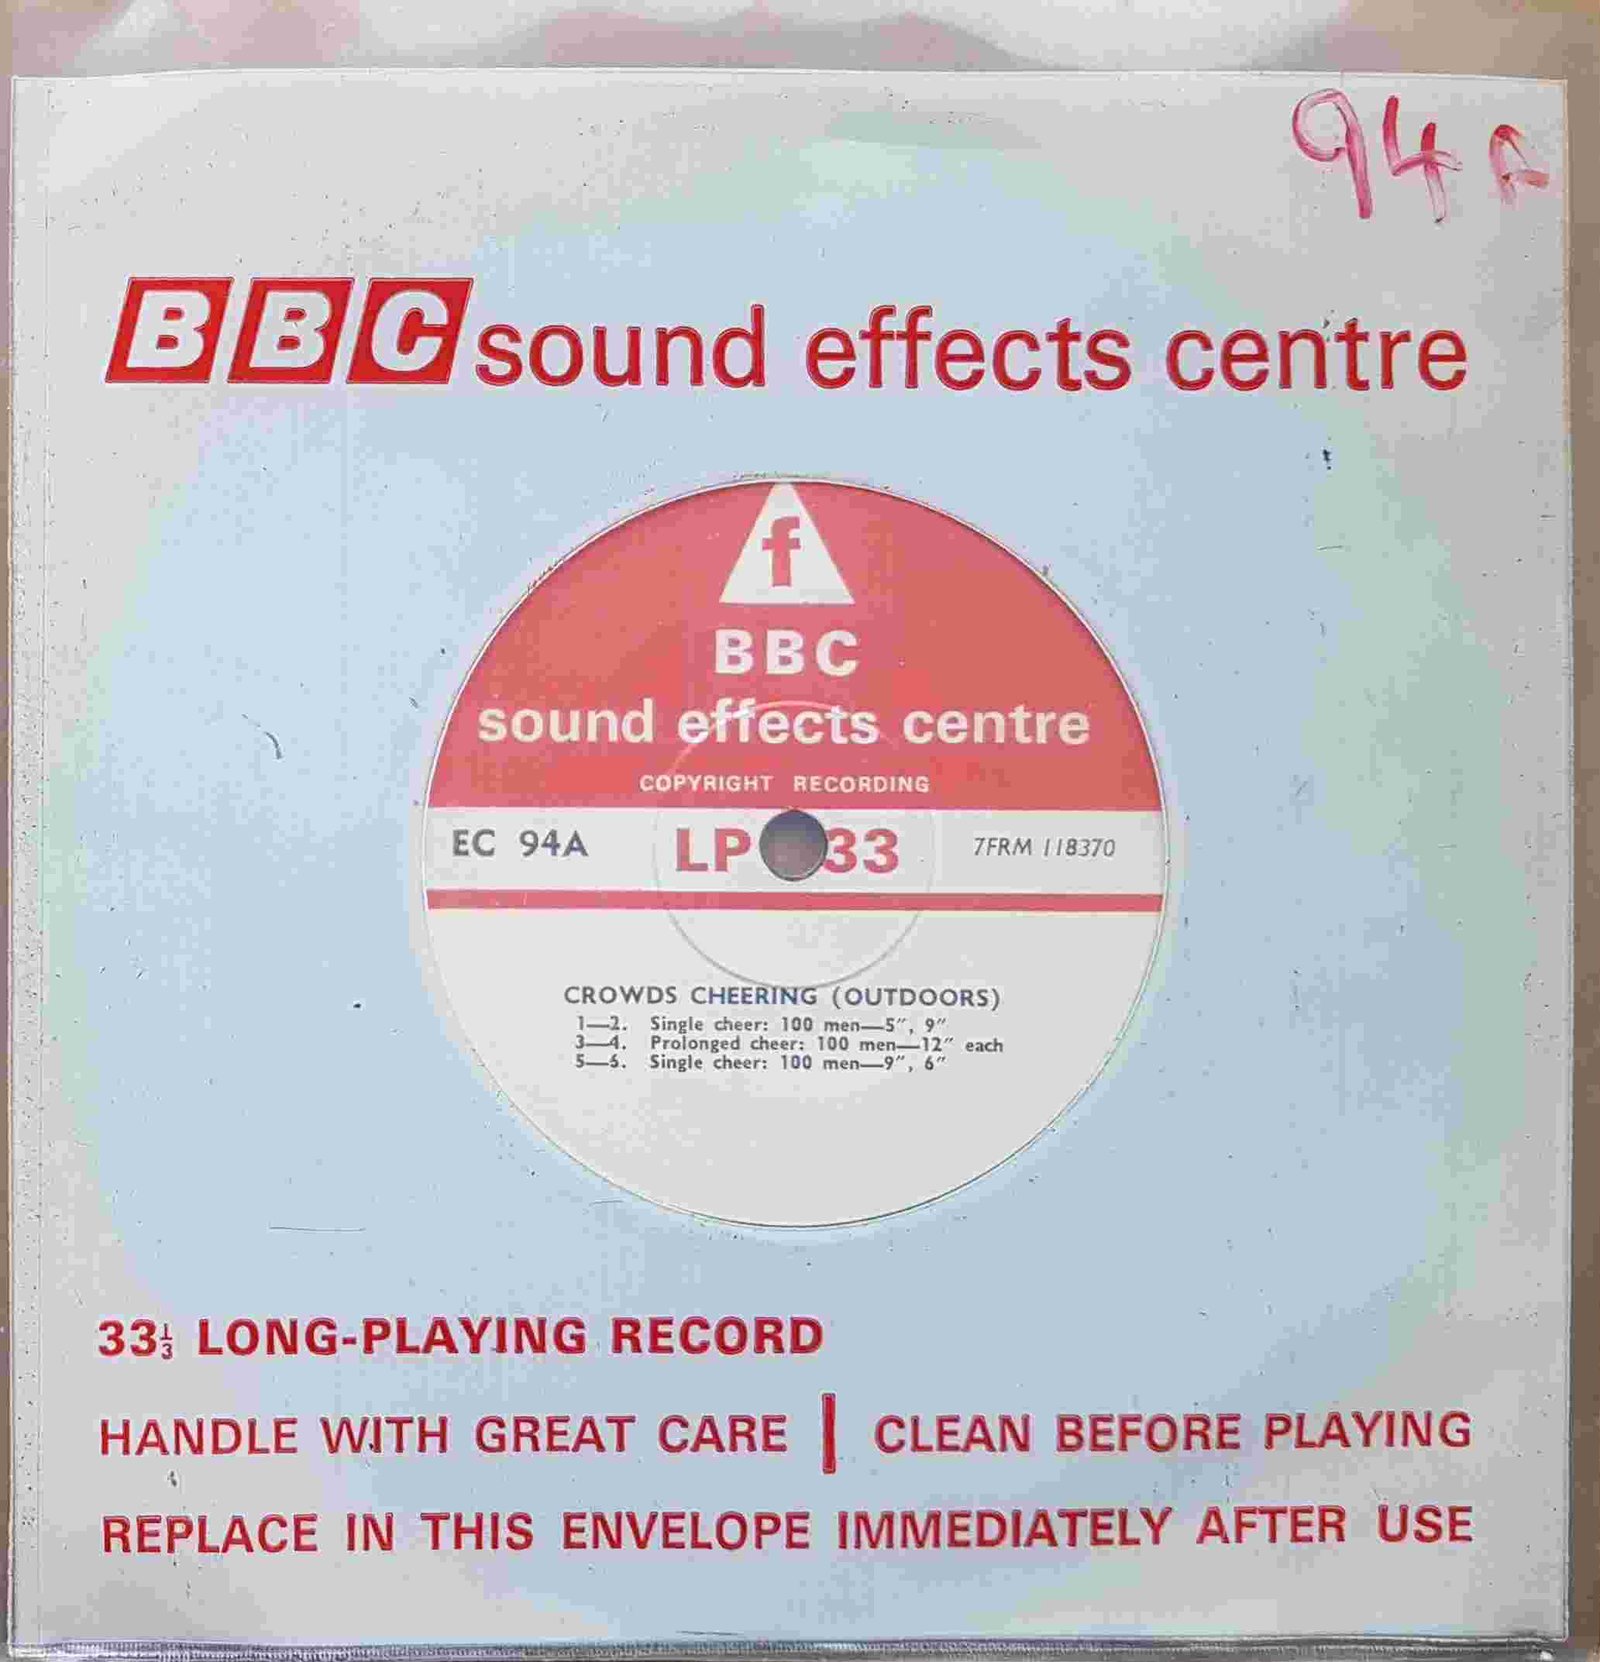 94A
BBC sound effects centre
f
BBC
sound effects centre
COPYRIGHT RECORDING
EC 94A LP 33 7FRM 118370
CROWDS CHEERING (OUTDOORS)
1—2. Single cheer: 100 men—5″, 9″
3—4. Prolonged cheer: 100 men—12″ each
5—6. Single cheer: 100 men—9″, 6″
33⅓ LONG-PLAYING RECORD
HANDLE WITH GREAT CARE | CLEAN BEFORE PLAYING
REPLACE IN THIS ENVELOPE IMMEDIATELY AFTER USE